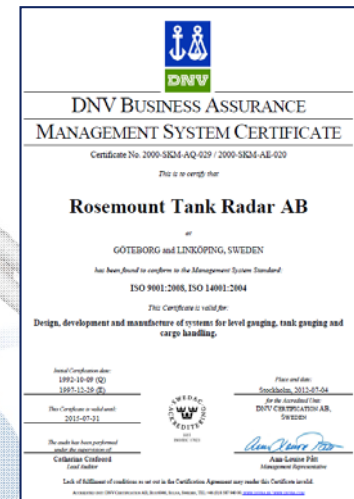 DNV
DNV BUSINESS ASSURANCE
MANAGEMENT SYSTEM CERTIFICATE
Certificate No. 2000-SKM-AQ-029 / 2000-SKM-AE-020
This is to certify that
Rosemount Tank Radar AB
at
GÖTEBORG and LINKÖPING, SWEDEN
has been found to conform to the Management System Standard:
ISO 9001:2008, ISO 14001:2004
This Certificate is valid for:
Design, development and manufacture of systems for level gauging, tank gauging and
cargo handling.
Initial Certification date:
1992-10-09 (Q)
1997-12-29 (E)
Place and date:
Stockholm, 2012-07-04
This Certificate is valid until:
2015-07-31
SWEDAC
ACKREDITERING
for the Accredited Unit:
DNV CERTIFICATION AB,
SWEDEN
The audit has been performed
under the supervision of:
Lead Auditor
Ann-Louise Pått
Management Representative
Lack of fulfilment of conditions as set out in the Certification Agreement may render this Certificate invalid.